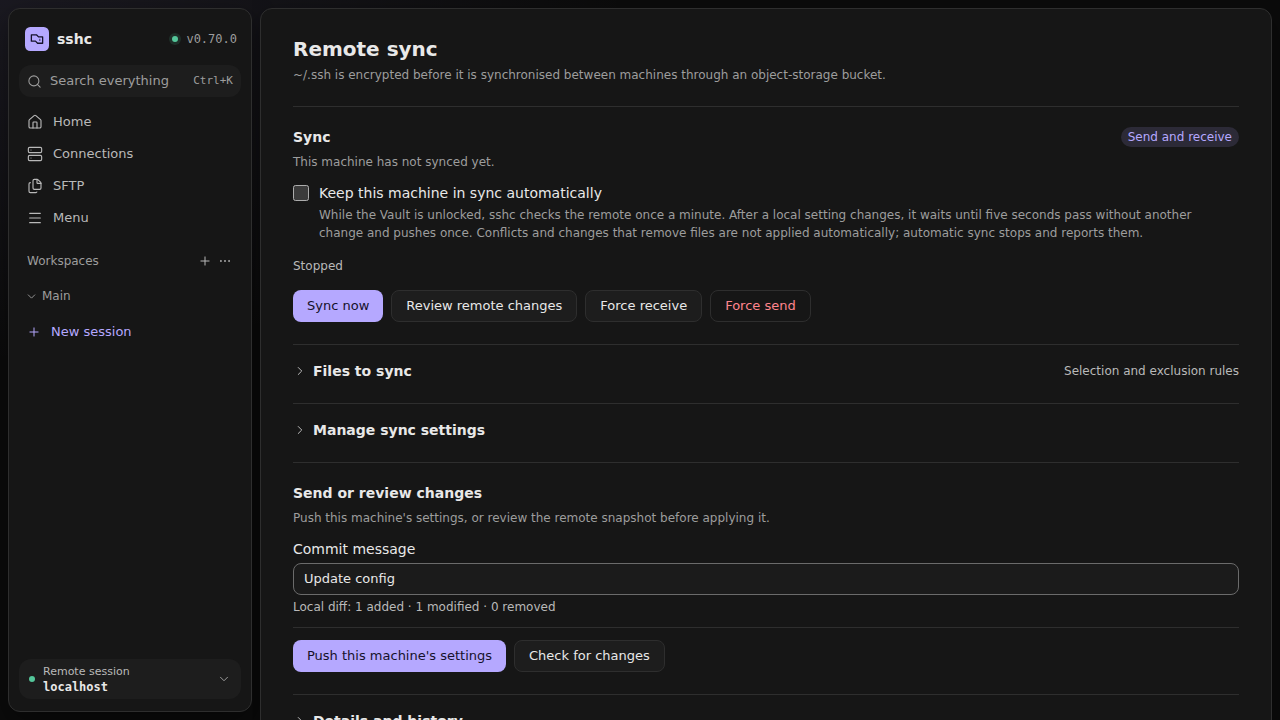 sshc
v0.70.0
Search everything
Ctrl+K
Home
Connections
SFTP
Menu
Workspaces
Main
New session
Remote session
localhost
Remote sync
~/.ssh is encrypted before it is synchronised between machines through an object-storage bucket.
Sync
Send and receive
This machine has not synced yet.
Keep this machine in sync automatically
While the Vault is unlocked, sshc checks the remote once a minute. After a local setting changes, it waits until five seconds pass without another
change and pushes once. Conflicts and changes that remove files are not applied automatically; automatic sync stops and reports them.
Stopped
Sync now
Review remote changes
Force receive
Force send
Files to sync
Selection and exclusion rules
Manage sync settings
Send or review changes
Push this machine's settings, or review the remote snapshot before applying it.
Commit message
Update config
Local diff: 1 added · 1 modified · 0 removed
Push this machine's settings
Check for changes
Details and history